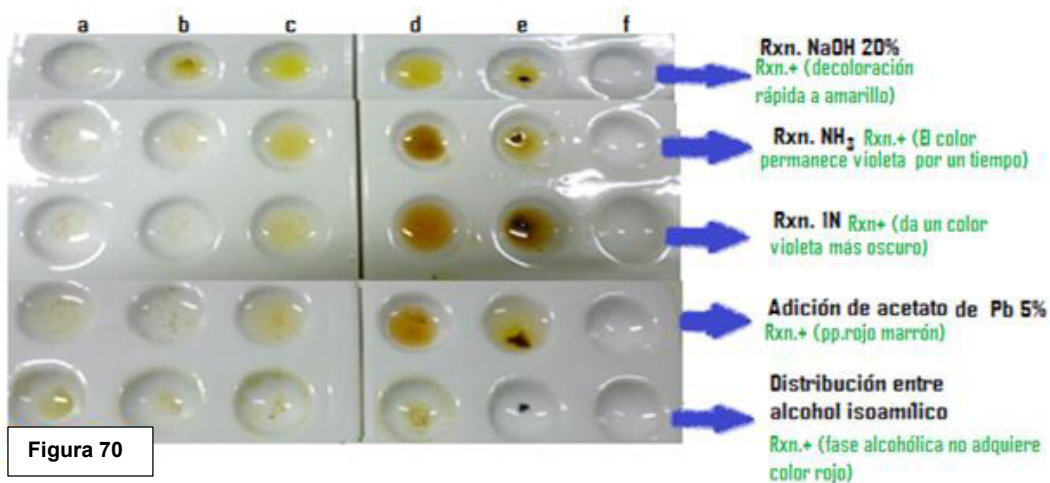 a b c d e f
Rxn. NaOH 20%
Rxn.+ (decoloración
rápida a amarillo)
Rxn. NH3 Rxn.+ (El color
permanece violeta por un tiempo)
Rxn. 1N Rxn+ (da un color
violeta más oscuro)
Adición de acetato de Pb 5%
Rxn.+ (pp.rojo marrón)
Distribución entre
alcohol isoamílico
Rxn.+ (fase alcohólica no adquiere
color rojo)
Figura 70